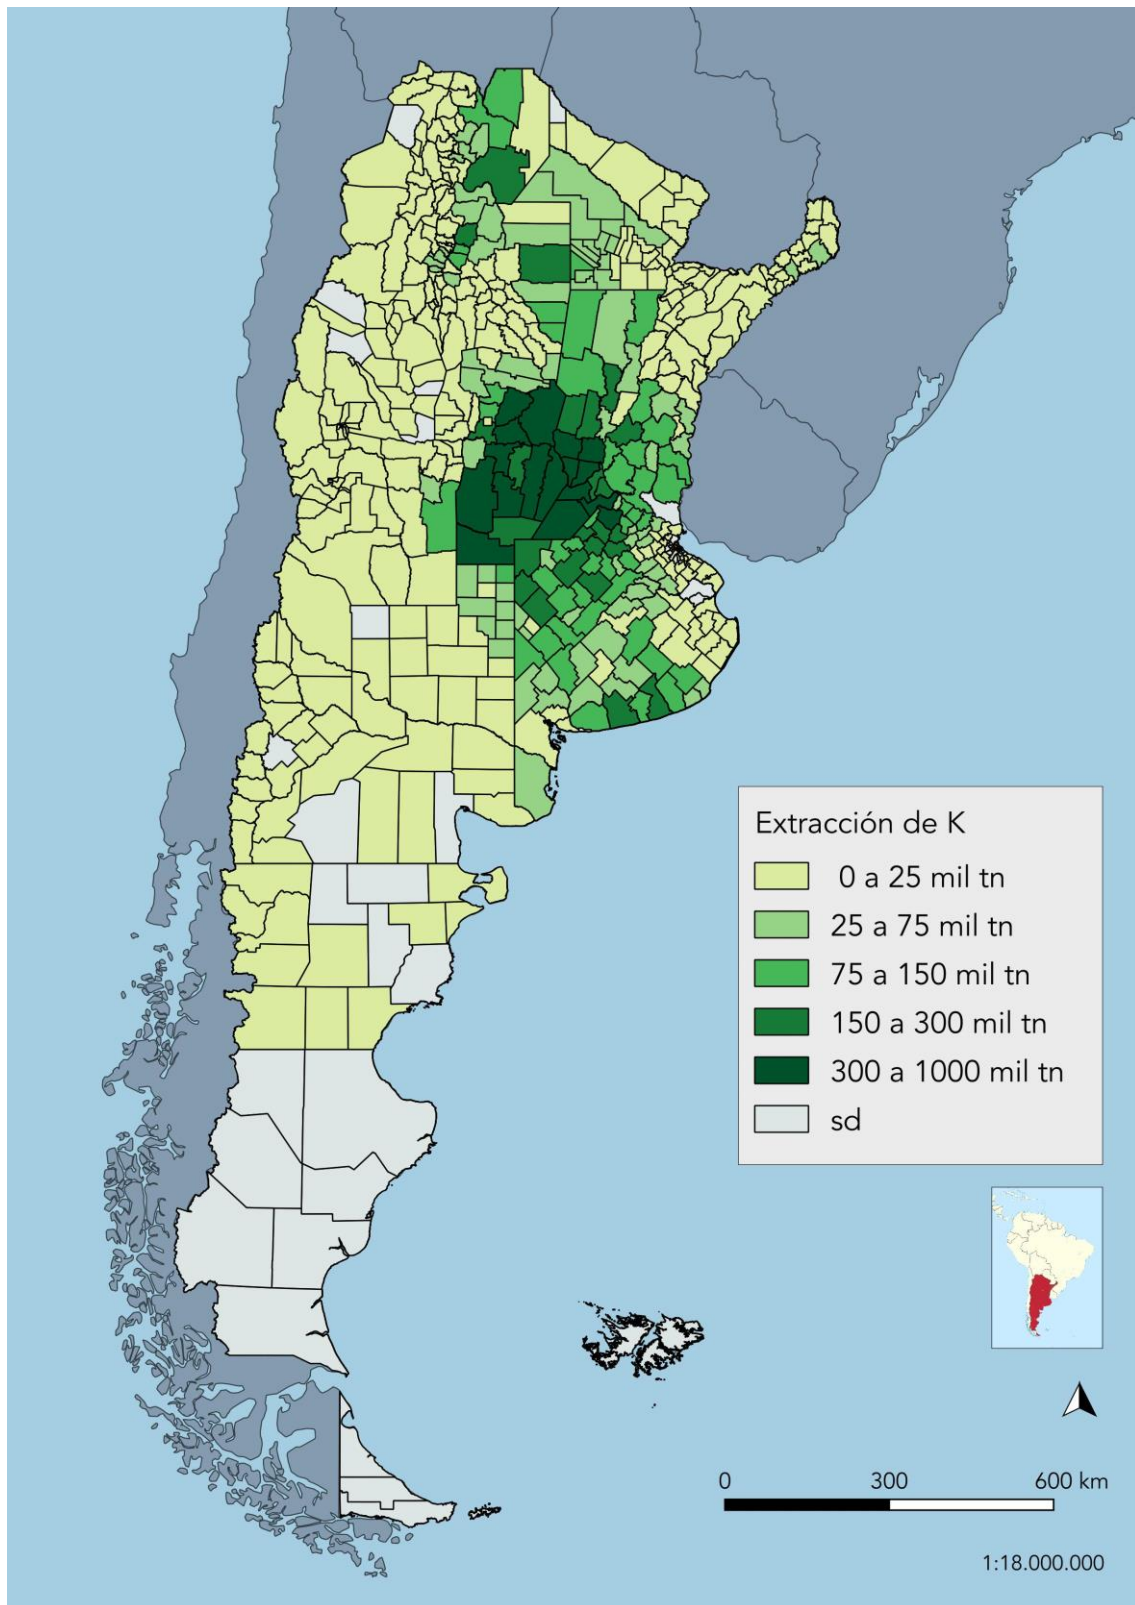 Extracción de K
0 a 25 mil tn
25 a 75 mil tn
75 a 150 mil tn
150 a 300 mil tn
300 a 1000 mil tn
sd
0 300 600 km
1:18.000.000